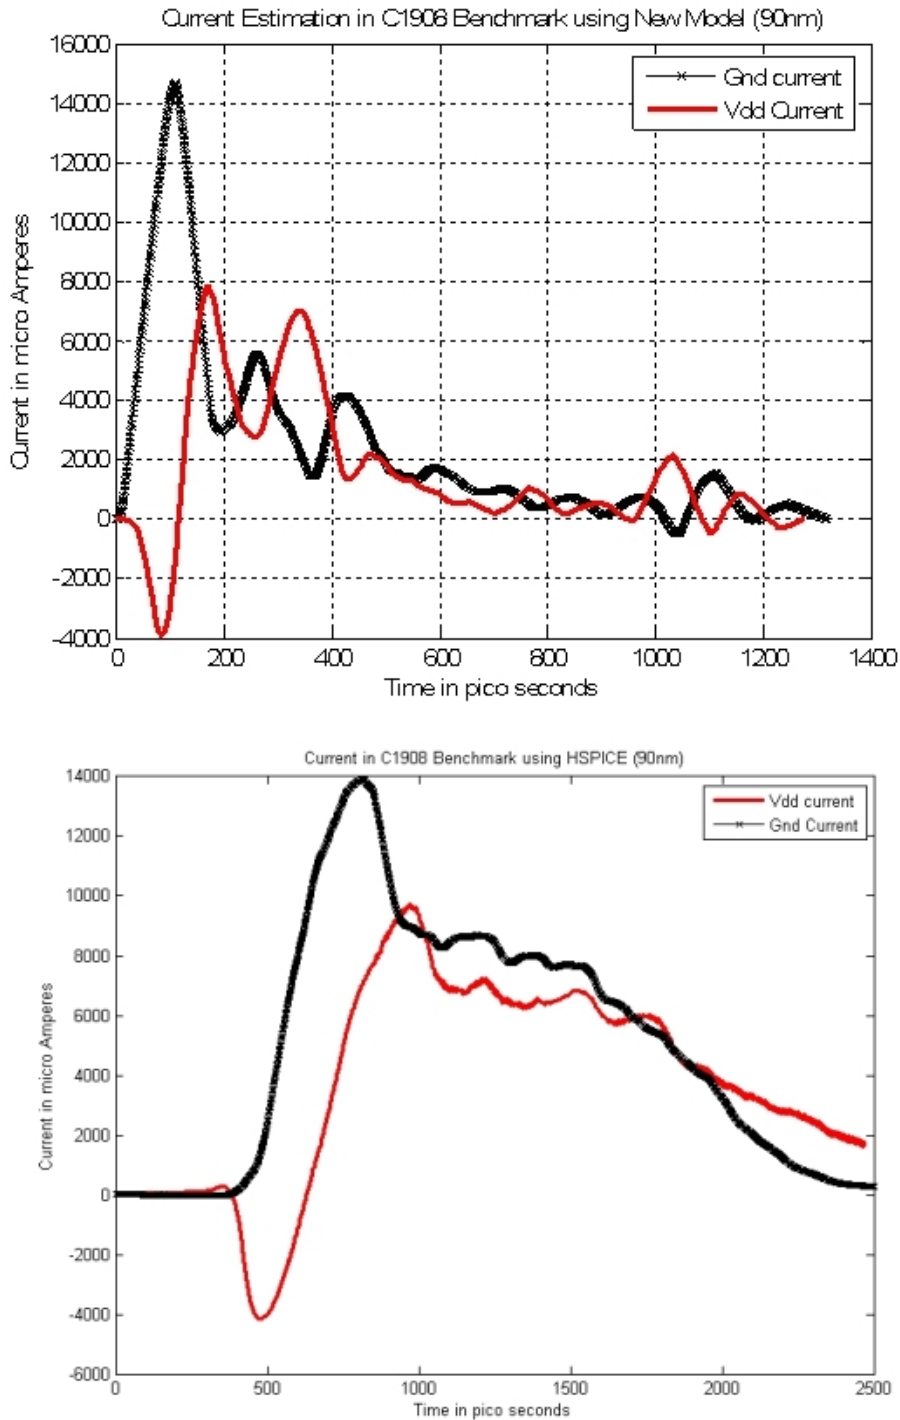 Current Estimation in C1908 Benchmark using New Model (90nm)
16000
14000
12000
10000
8000
6000
4000
2000
0
-2000
-4000
Current in micro Amperes
Gnd current
Vdd Current
0 200 400 600 800 1000 1200 1400
Time in pico seconds
Current in C1908 Benchmark using HSPICE (90nm)
14000
12000
10000
8000
6000
4000
2000
0
-2000
-4000
-6000
Current in micro Amperes
Vdd current
Gnd Current
0 500 1000 1500 2000 2500
Time in pico seconds